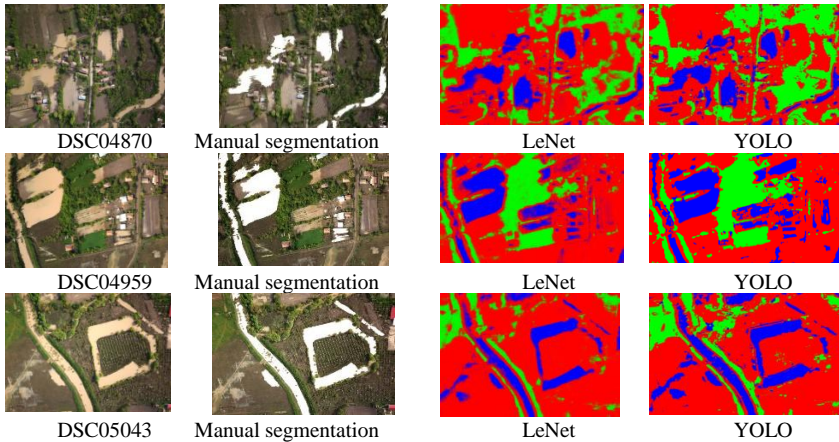 DSC04870 Manual segmentation LeNet YOLO
DSC04959 Manual segmentation LeNet YOLO
DSC05043 Manual segmentation LeNet YOLO